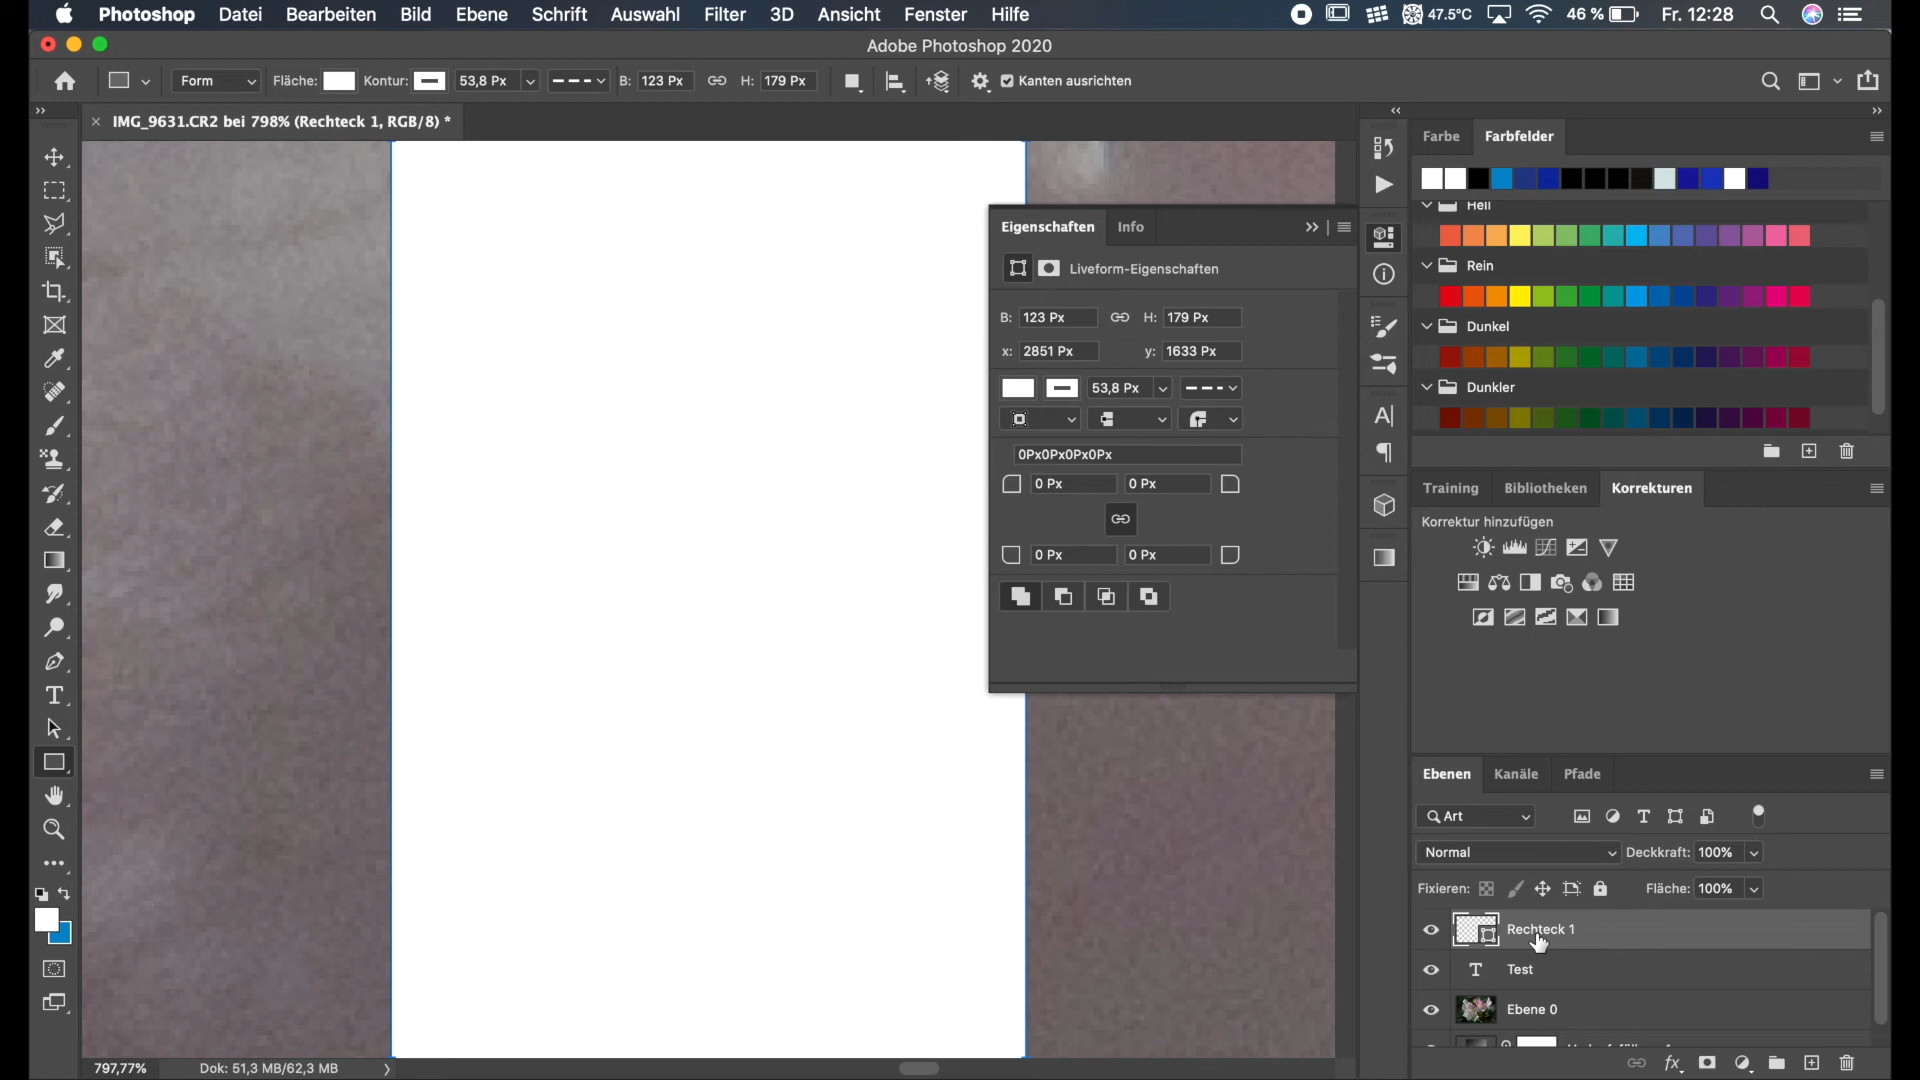 Photoshop Datei Bearbeiten Bild Ebene Schrift Auswahl Filter 3D Ansicht Fenster Hilfe 47.5°C 46 % Fr. 12:28
Adobe Photoshop 2020
Form Fläche: Kontur: 53,8 Px B: 123 Px H: 179 Px Kanten ausrichten
IMG_9631.CR2 bei 798% (Rechteck 1, RGB/8) *
Farbe Farbfelder
Hell
Rein
Dunkel
Dunkler
Eigenschaften Info
Liveform-Eigenschaften
B: 123 Px H: 179 Px
x: 2851 Px y: 1633 Px
53,8 Px
0Px0Px0Px0Px
0 Px 0 Px
0 Px 0 Px
Training Bibliotheken Korrekturen
Korrektur hinzufügen
Ebenen Kanäle Pfade
Art
Normal Deckkraft: 100%
Fixieren: Fläche: 100%
Rechteck 1
Test
Ebene 0
797,77% Dok: 51,3 MB/62,3 MB